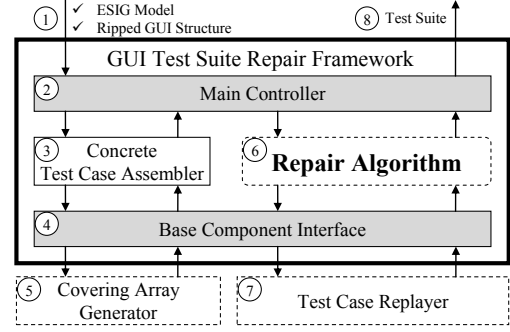 1
✓ ESIG Model
✓ Ripped GUI Structure
8 Test Suite
GUI Test Suite Repair Framework
2
Main Controller
3
Concrete
Test Case Assembler
6
Repair Algorithm
4
Base Component Interface
5
Covering Array
Generator
7
Test Case Replayer